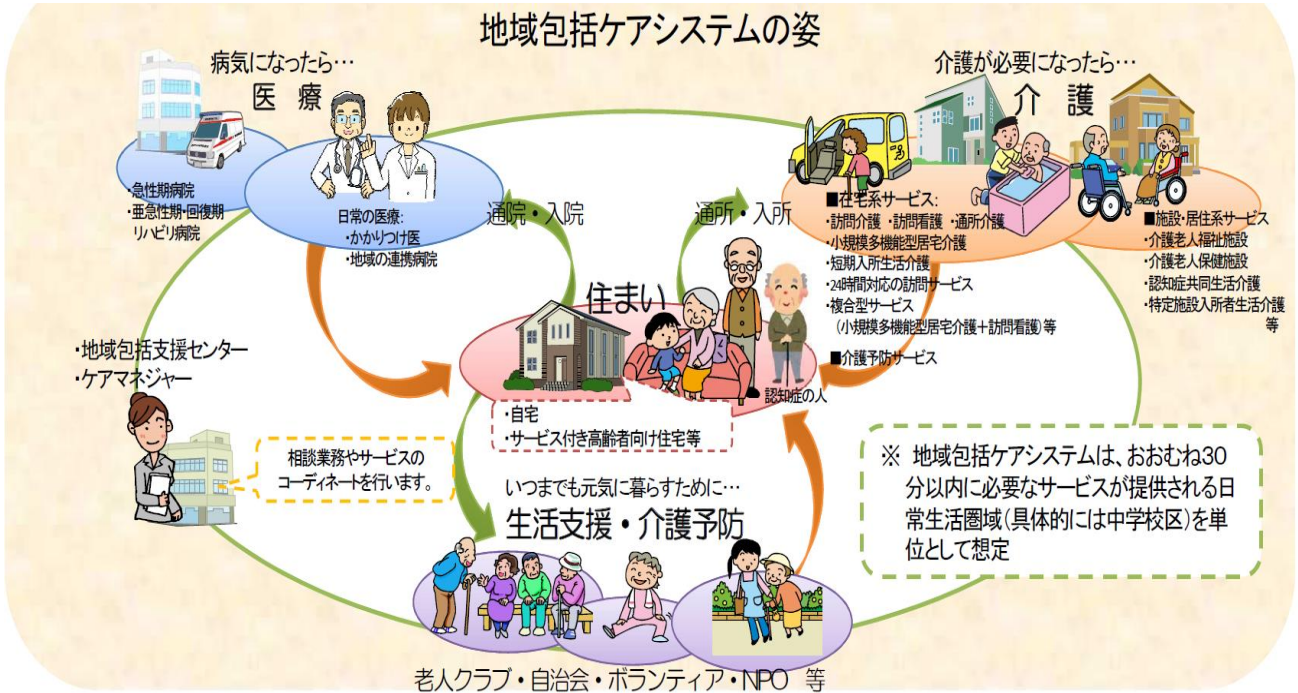 地域包括ケアシステムの姿
病気になったら…
医　療
・急性期病院
・亜急性期・回復期
リハビリ病院
日常の医療:
・かかりつけ医
・地域の連携病院
通院・入院
通所・入所
介護が必要になったら…
介　護
■在宅系サービス:
・訪問介護 ・訪問看護 ・通所介護
・小規模多機能型居宅介護
・短期入所生活介護
・24時間対応の訪問サービス
・複合型サービス
（小規模多機能型居宅介護＋訪問看護）等
■介護予防サービス
■施設・居住系サービス
・介護老人福祉施設
・介護老人保健施設
・認知症共同生活介護
・特定施設入所者生活介護
等
住まい
認知症の人
・自宅
・サービス付き高齢者向け住宅等
・地域包括支援センター
・ケアマネジャー
相談業務やサービスの
コーディネートを行います。
いつまでも元気に暮らすために…
生活支援・介護予防
老人クラブ・自治会・ボランティア・NPO　等
※ 地域包括ケアシステムは、おおむね30
分以内に必要なサービスが提供される日
常生活圏域（具体的には中学校区）を単
位として想定